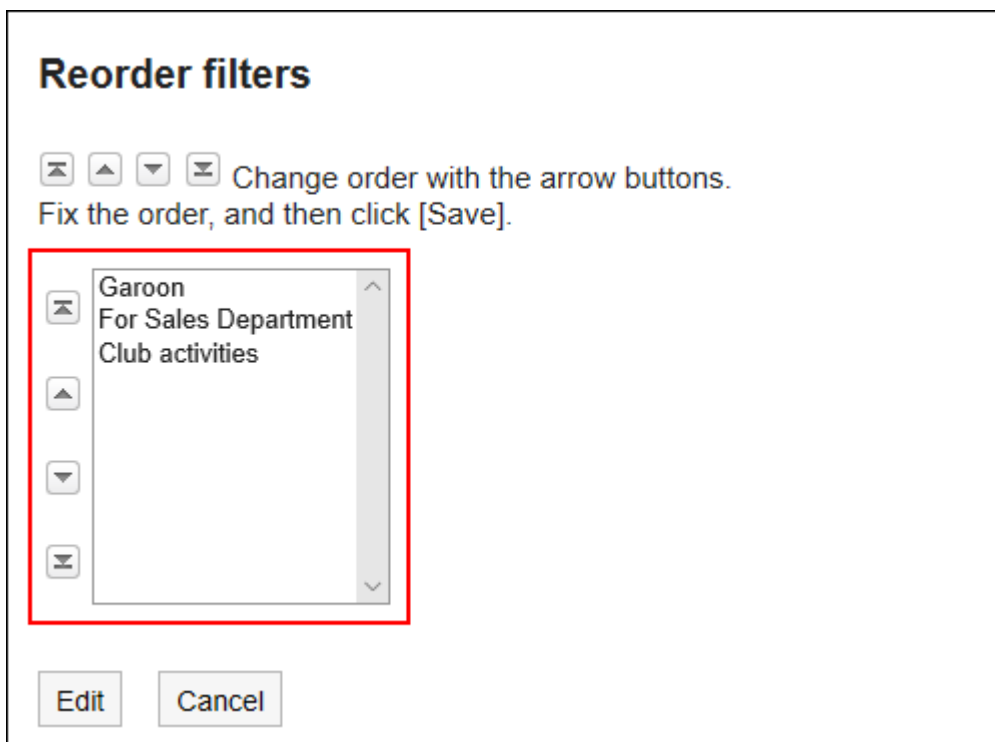 Reorder filters
Change order with the arrow buttons.
Fix the order, and then click [Save].
Garoon
For Sales Department
Club activities
Edit
Cancel